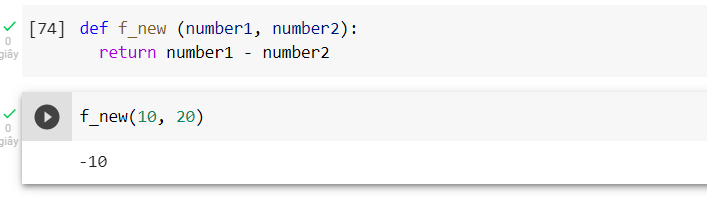 [74] def f_new (number1, number2):
0
giây
return number1 - number2
0
giây
f_new(10, 20)
-10